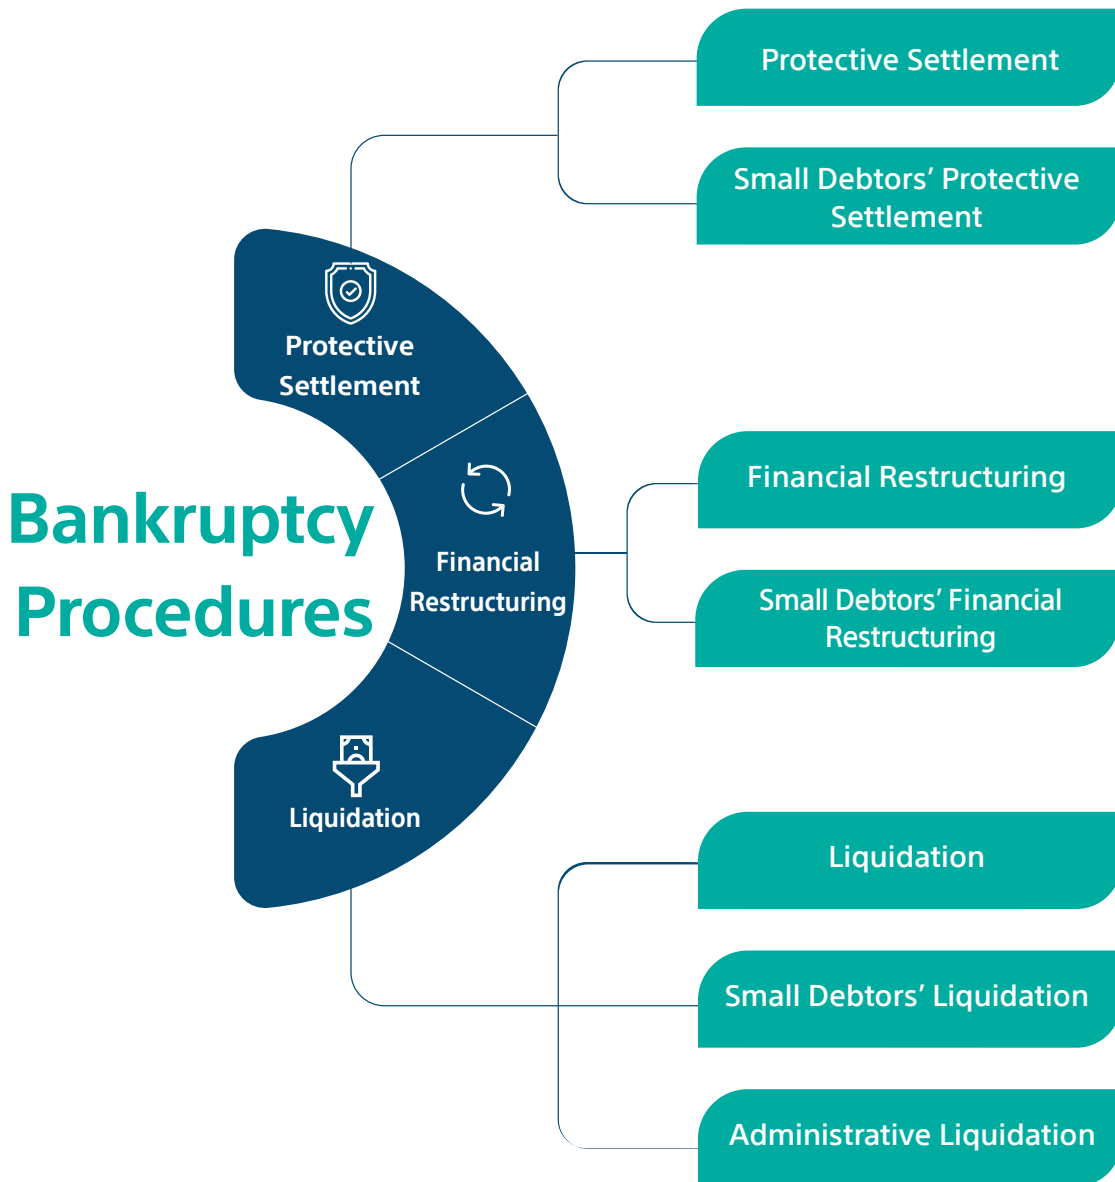 Bankruptcy
Procedures
Protective
Settlement
Protective Settlement
Small Debtors’ Protective
Settlement
Financial
Restructuring
Financial Restructuring
Small Debtors’ Financial
Restructuring
Liquidation
Liquidation
Small Debtors’ Liquidation
Administrative Liquidation